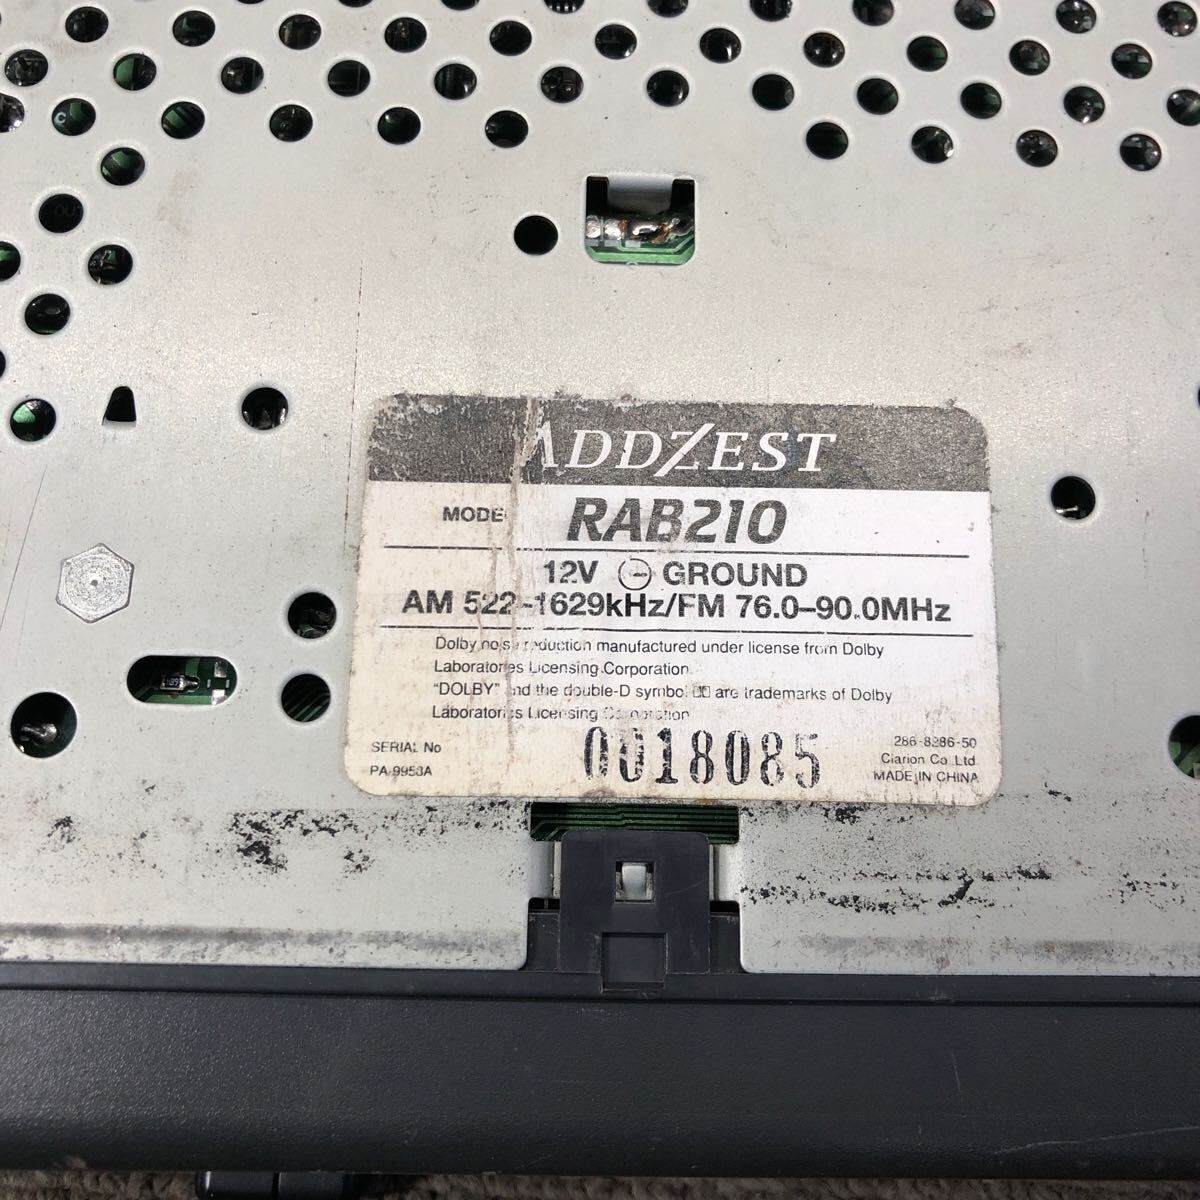 ADDZEST
MODE RAB210
12V ⊖ GROUND
AM 522-1629kHz/FM 76.0-90.0MHz
Dolby noise reduction manufactured under license from Dolby
Laboratories Licensing Corporation.
"DOLBY" and the double-D symbol are trademarks of Dolby
Laboratories Licensing Corporation
SERIAL No
PA-9953A
0018085
286-8286-50
Clarion Co.,Ltd
MADE IN CHINA